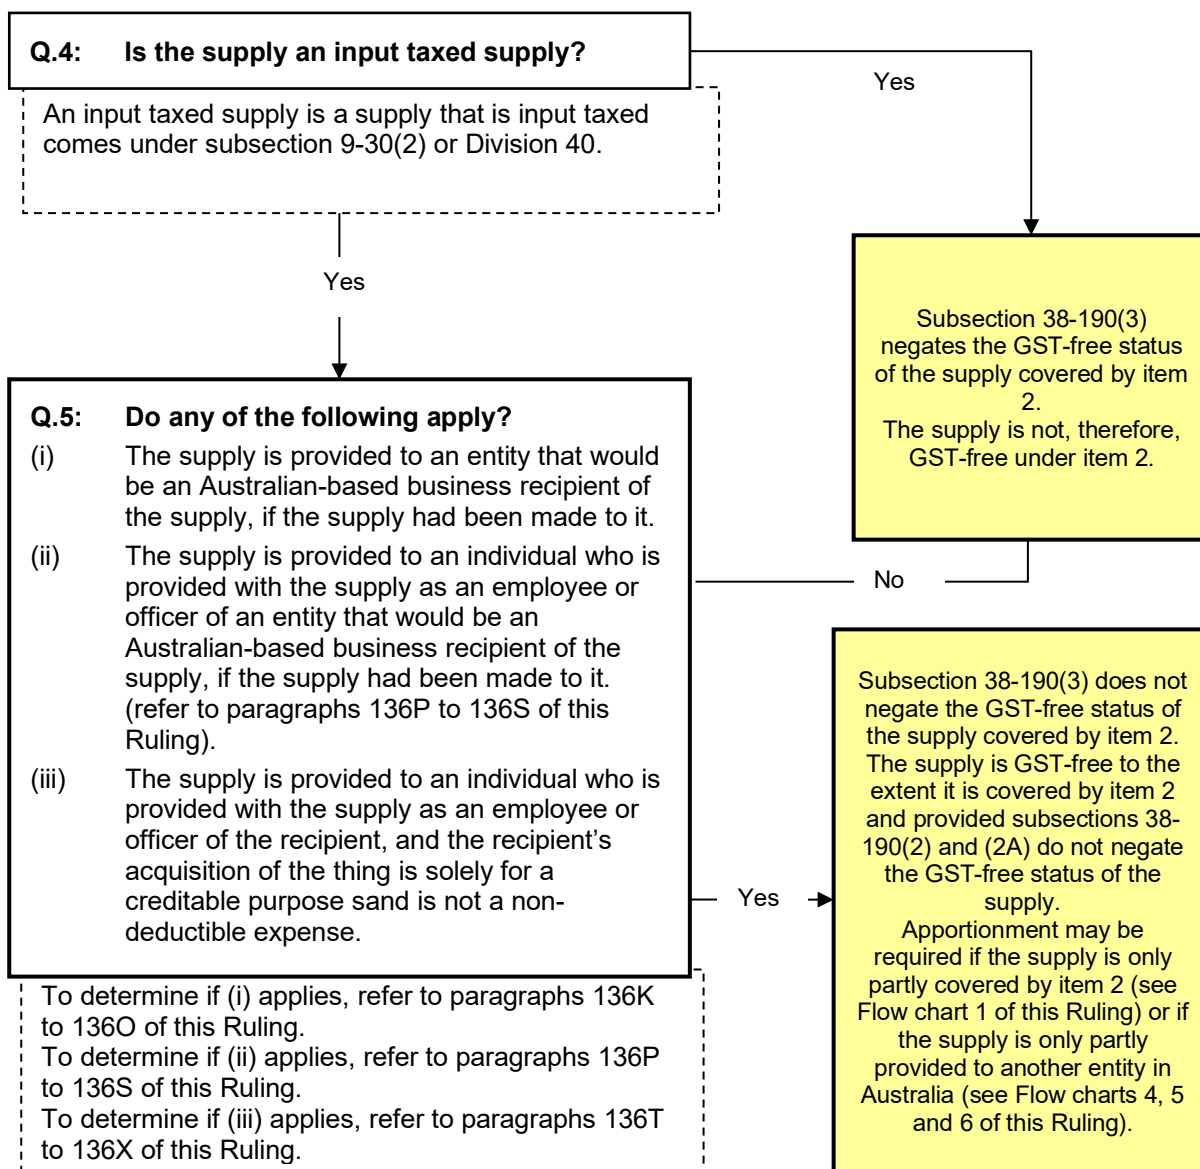 Q.4: Is the supply an input taxed supply?
Yes
An input taxed supply is a supply that is input taxed
comes under subsection 9-30(2) or Division 40.
Yes
Subsection 38-190(3)
negates the GST-free status
of the supply covered by item
2.
The supply is not, therefore,
GST-free under item 2.
Q.5: Do any of the following apply?
(i) The supply is provided to an entity that would
be an Australian-based business recipient of
the supply, if the supply had been made to it.
(ii) The supply is provided to an individual who is
provided with the supply as an employee or
officer of an entity that would be an
Australian-based business recipient of the
supply, if the supply had been made to it.
(refer to paragraphs 136P to 136S of this
Ruling).
(iii) The supply is provided to an individual who is
provided with the supply as an employee or
officer of the recipient, and the recipient’s
acquisition of the thing is solely for a
creditable purpose sand is not a non-
deductible expense.
No
Yes
Subsection 38-190(3) does not
negate the GST-free status of
the supply covered by item 2.
The supply is GST-free to the
extent it is covered by item 2
and provided subsections 38-
190(2) and (2A) do not negate
the GST-free status of the
supply.
Apportionment may be
required if the supply is only
partly covered by item 2 (see
Flow chart 1 of this Ruling) or if
the supply is only partly
provided to another entity in
Australia (see Flow charts 4, 5
and 6 of this Ruling).
To determine if (i) applies, refer to paragraphs 136K
to 136O of this Ruling.
To determine if (ii) applies, refer to paragraphs 136P
to 136S of this Ruling.
To determine if (iii) applies, refer to paragraphs 136T
to 136X of this Ruling.